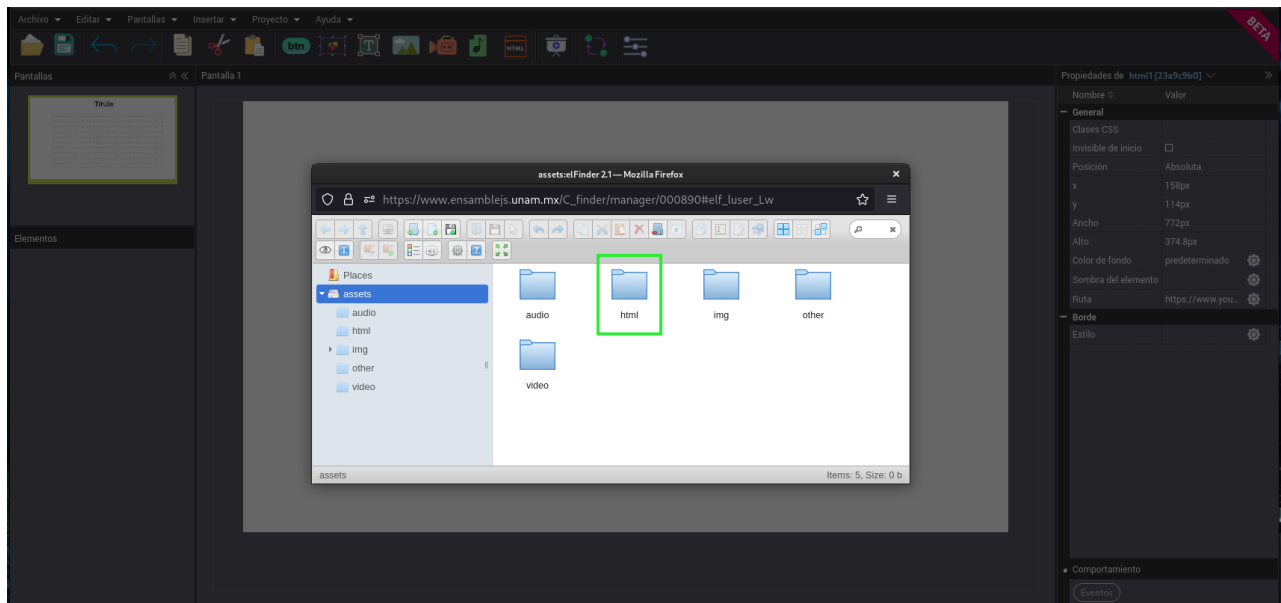 Archivo Editar Pantallas Insertar Proyecto Ayuda
BETA
btn T HTML
Pantallas
Pantalla 1
Propiedades de html1 [23a9c9b0]
Título
Nombre Valor
General
Clases CSS
Invisible de inicio
Posición Absoluta
x 158px
y 114px
Ancho 772px
Alto 374.8px
Color de fondo predeterminado
Sombra del elemento
Ruta https://www.you...
Borde
Estilo
Elementos
assets:elFinder 2.1 — Mozilla Firefox
https://www.ensamblejs.unam.mx/C_finder/manager/000890#elf_luser_Lw
Places
assets
audio
html
img
other
video
audio html img other
video
assets
Items: 5, Size: 0 b
Comportamiento
Eventos